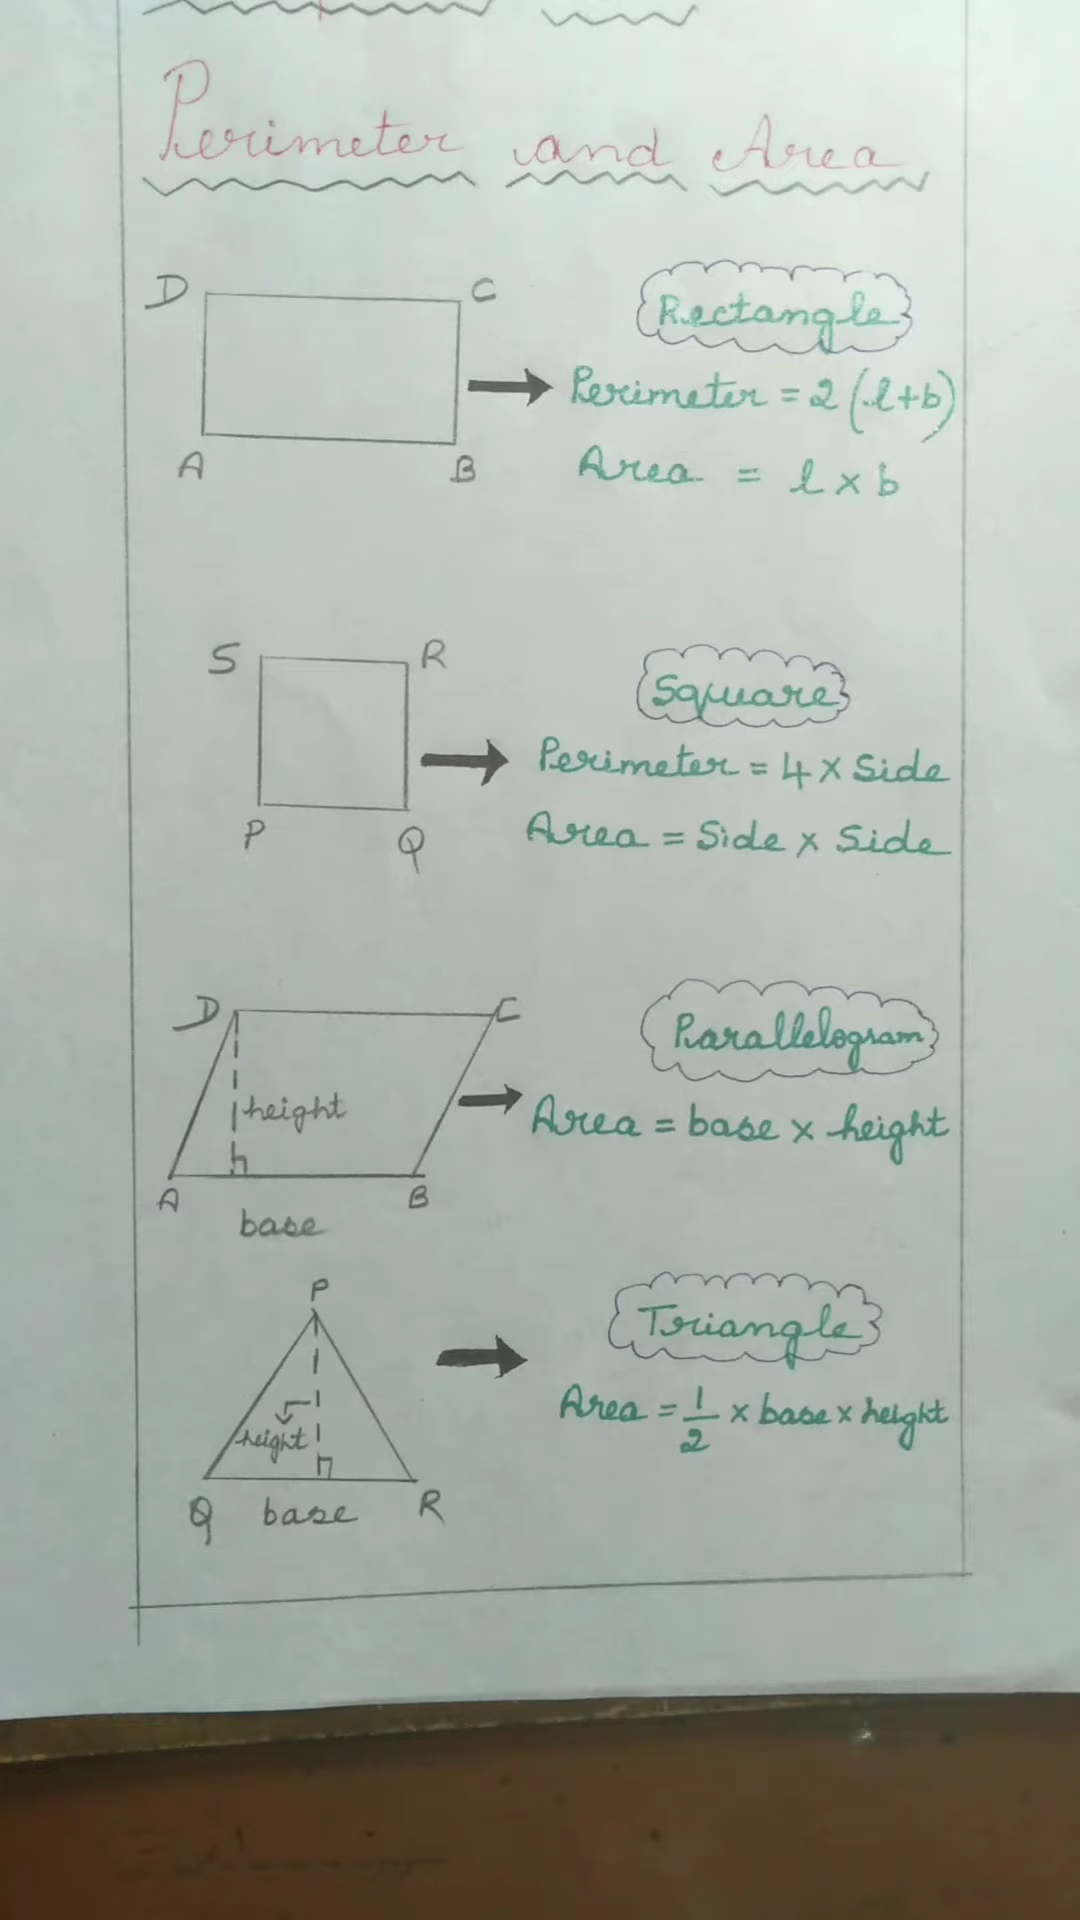 Perimeter and Area
D C
Rectangle
Perimeter = 2 (l+b)
A B
Area = l × b
S R
Square
Perimeter = 4 × Side
P Q
Area = Side × Side
D C
Parallelogram
height
Area = base × height
A B
base
P
Triangle
Area = 1/2 × base × height
height
Q base R